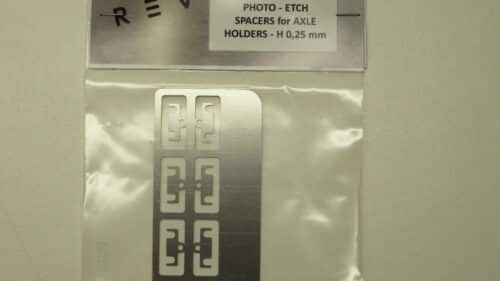 PHOTO - ETCH
SPACERS for AXLE
HOLDERS - H 0,25 mm